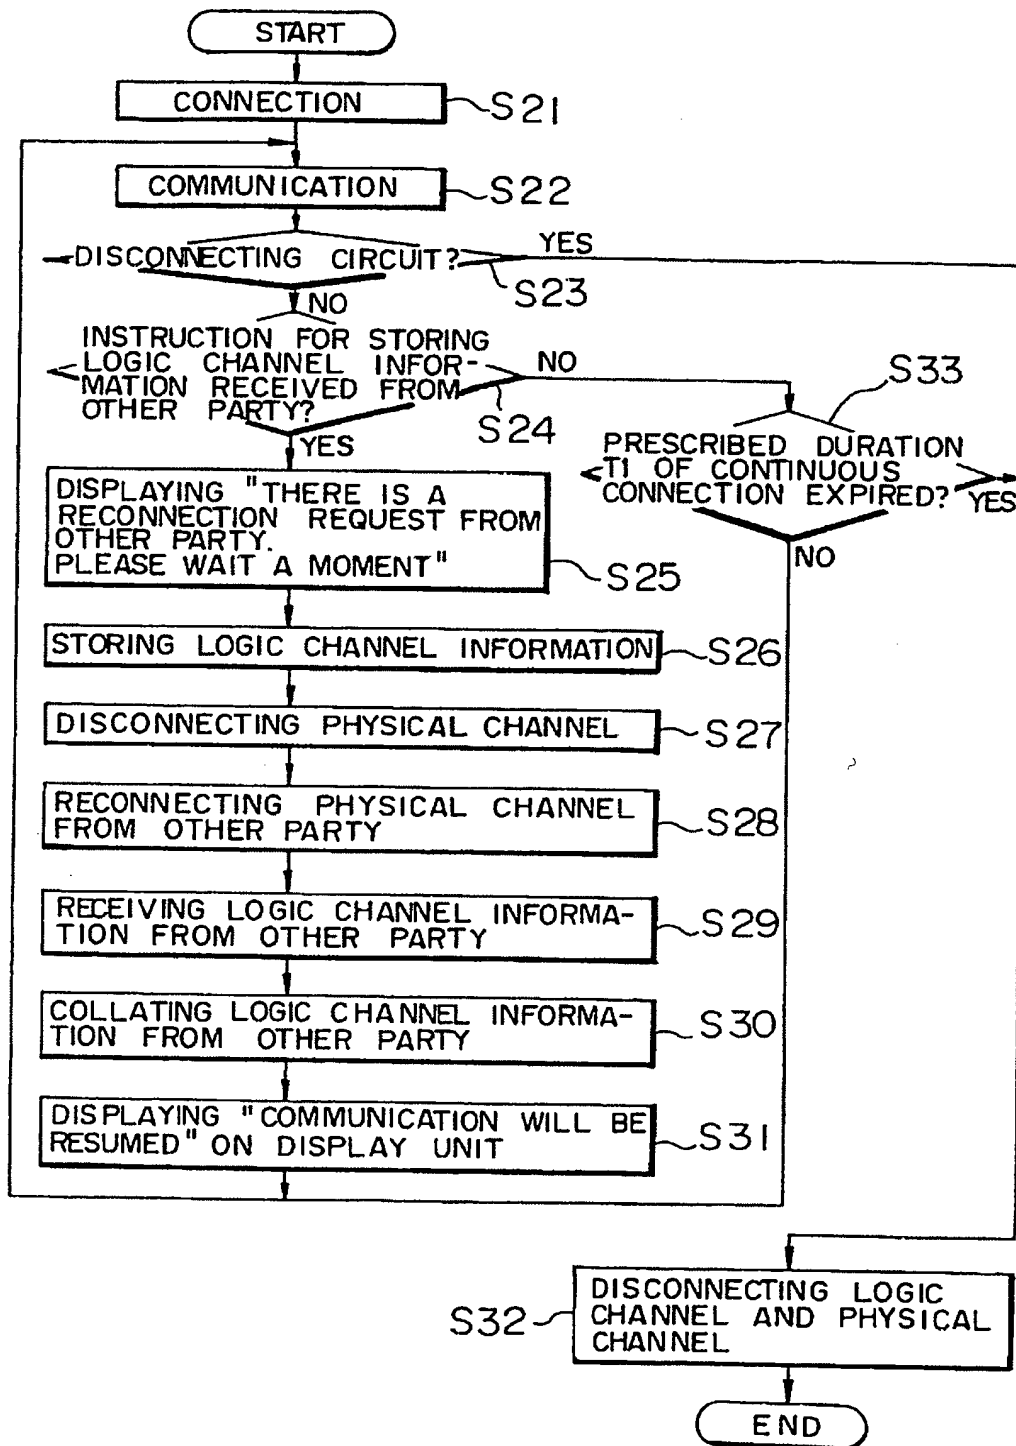 START
CONNECTION
S21
COMMUNICATION
S22
DISCONNECTING CIRCUIT?
YES
S23
NO
INSTRUCTION FOR STORING
LOGIC CHANNEL INFOR-
MATION RECEIVED FROM
OTHER PARTY?
NO
S24
YES
S33
PRESCRIBED DURATION
T1 OF CONTINUOUS
CONNECTION EXPIRED?
YES
NO
DISPLAYING "THERE IS A
RECONNECTION REQUEST FROM
OTHER PARTY.
PLEASE WAIT A MOMENT"
S25
STORING LOGIC CHANNEL INFORMATION
S26
DISCONNECTING PHYSICAL CHANNEL
S27
RECONNECTING PHYSICAL CHANNEL
FROM OTHER PARTY
S28
RECEIVING LOGIC CHANNEL INFORMA-
TION FROM OTHER PARTY
S29
COLLATING LOGIC CHANNEL INFORMA-
TION FROM OTHER PARTY
S30
DISPLAYING "COMMUNICATION WILL BE
RESUMED" ON DISPLAY UNIT
S31
DISCONNECTING LOGIC
CHANNEL AND PHYSICAL
CHANNEL
S32
END